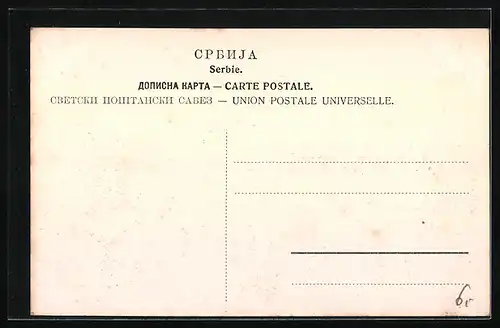 СРБИЈА
Serbie.
ДОПИСНА КАРТА — CARTE POSTALE.
СВЕТСКИ ПОШТАНСКИ САВЕЗ — UNION POSTALE UNIVERSELLE.